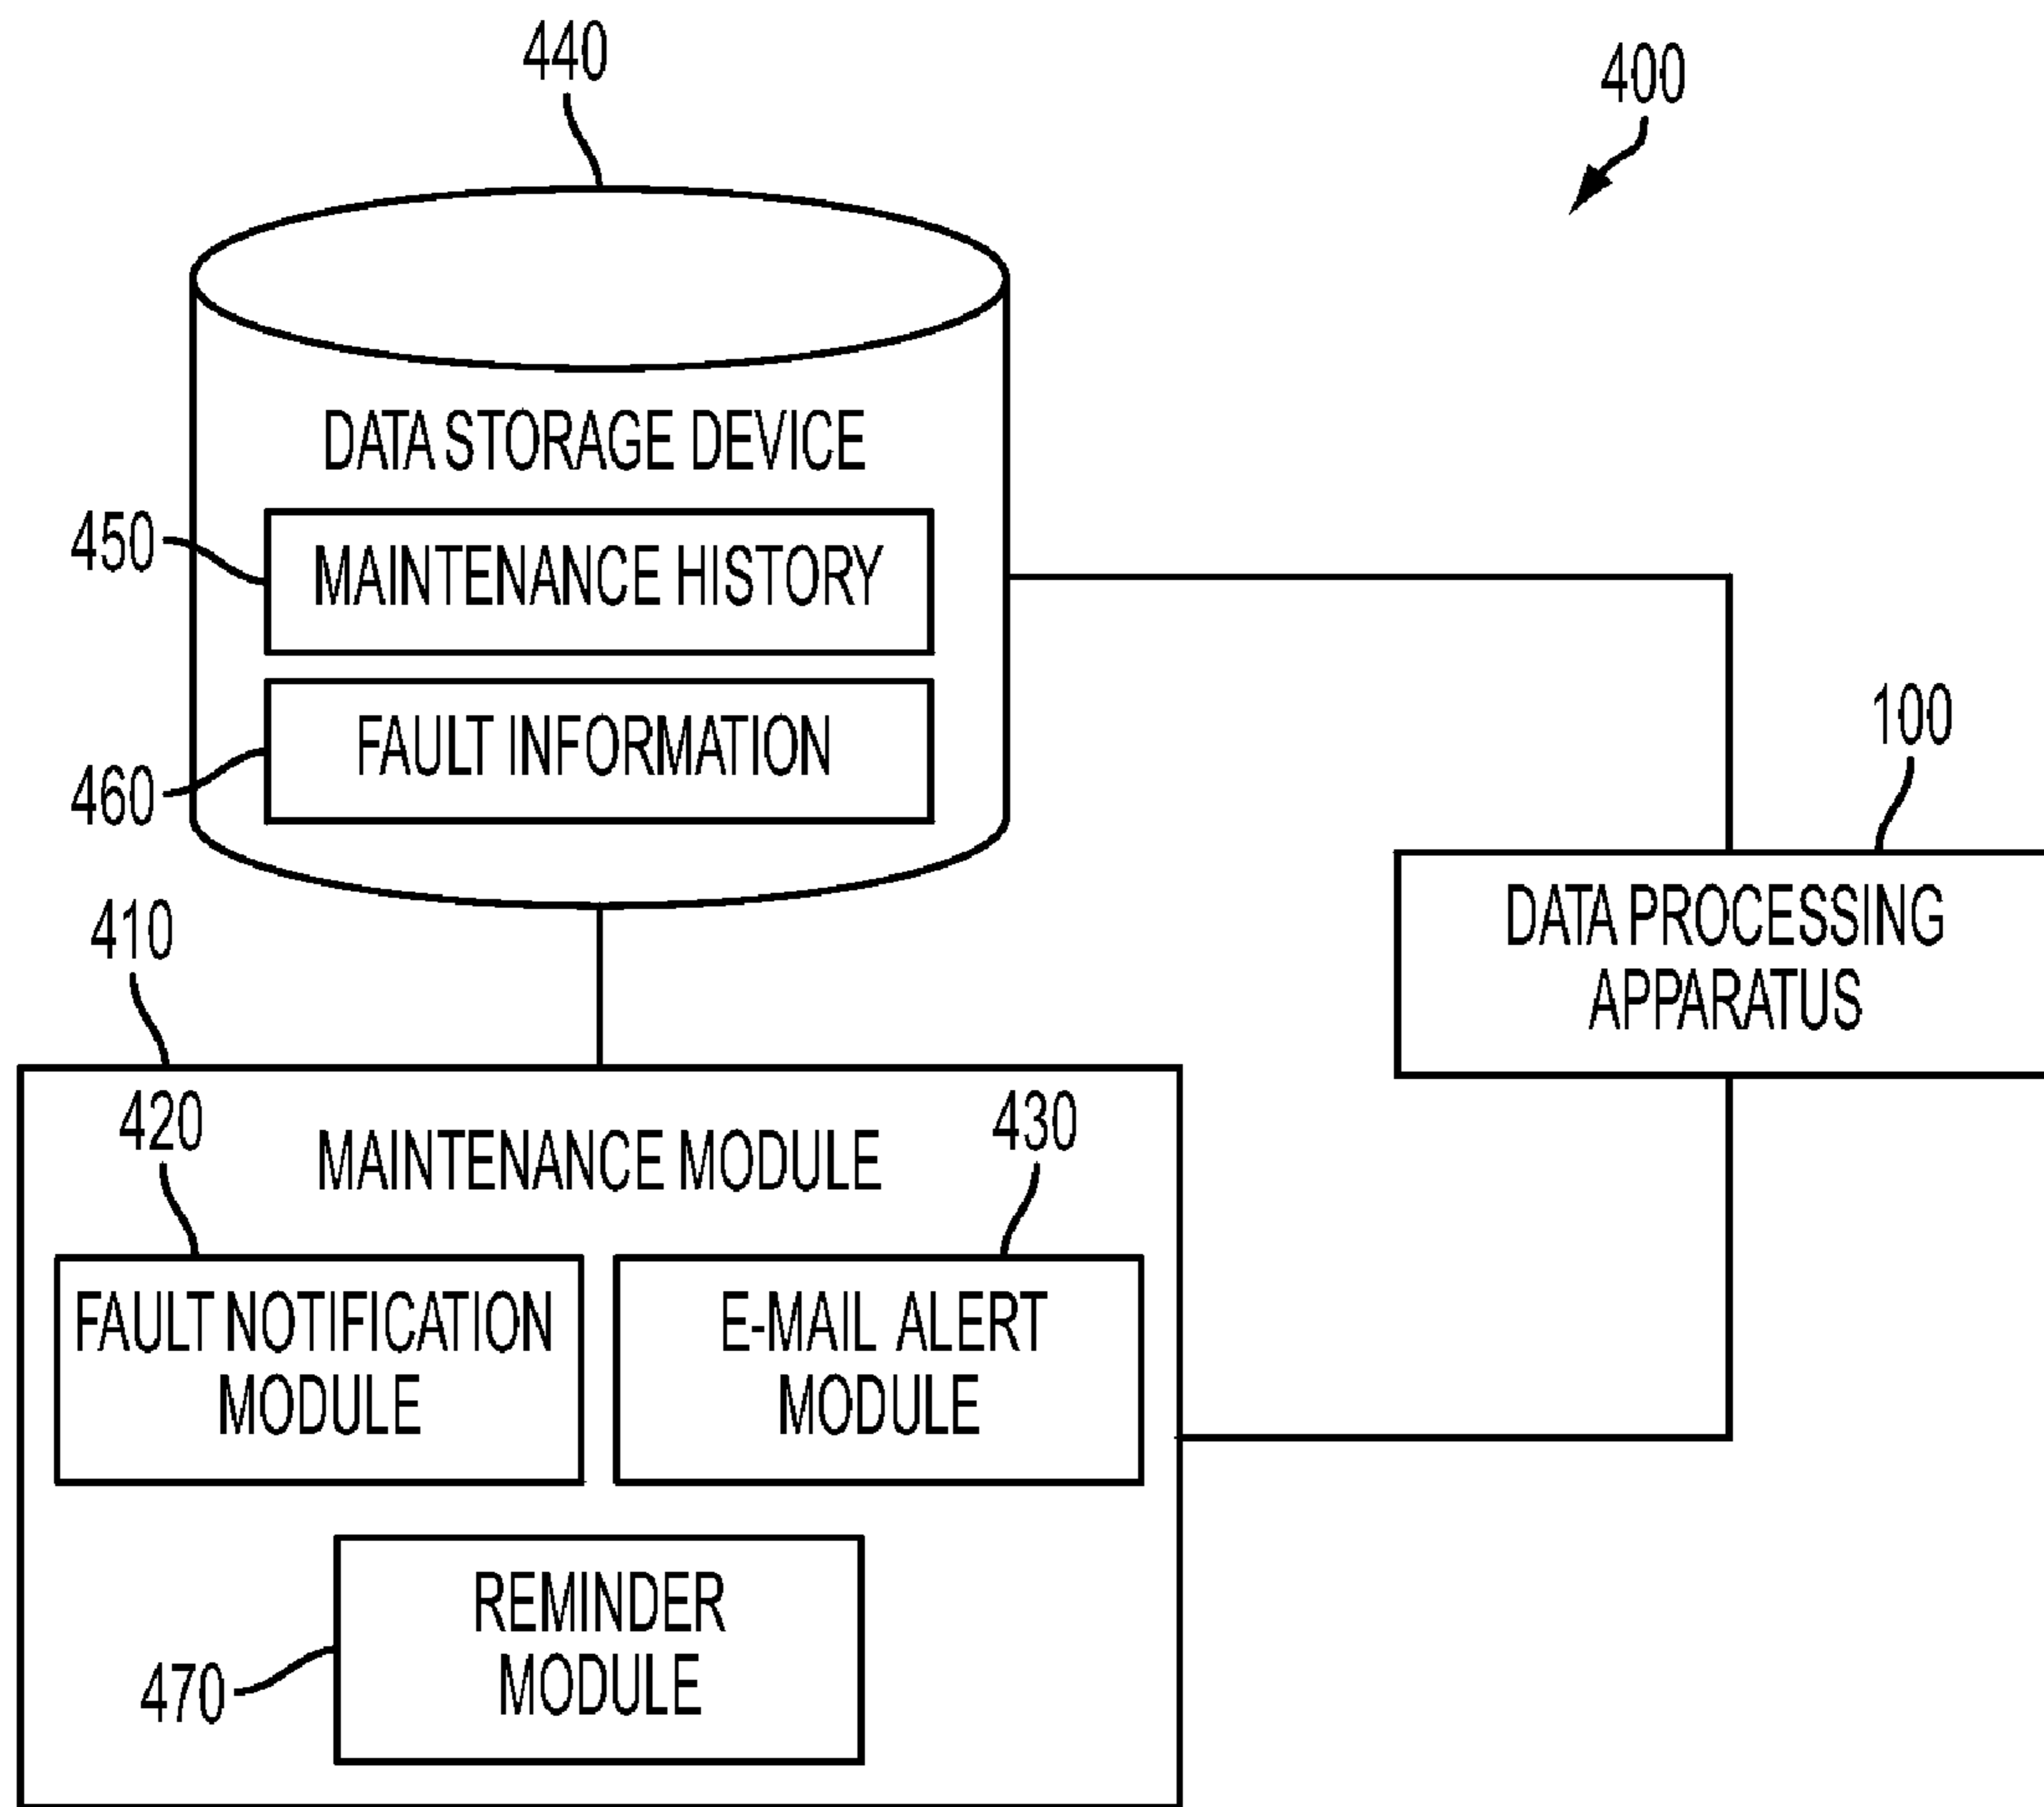 440
400
DATA STORAGE DEVICE
450
MAINTENANCE HISTORY
460
FAULT INFORMATION
100
DATA PROCESSING
APPARATUS
410
MAINTENANCE MODULE
420
430
FAULT NOTIFICATION
MODULE
E-MAIL ALERT
MODULE
REMINDER
MODULE
470